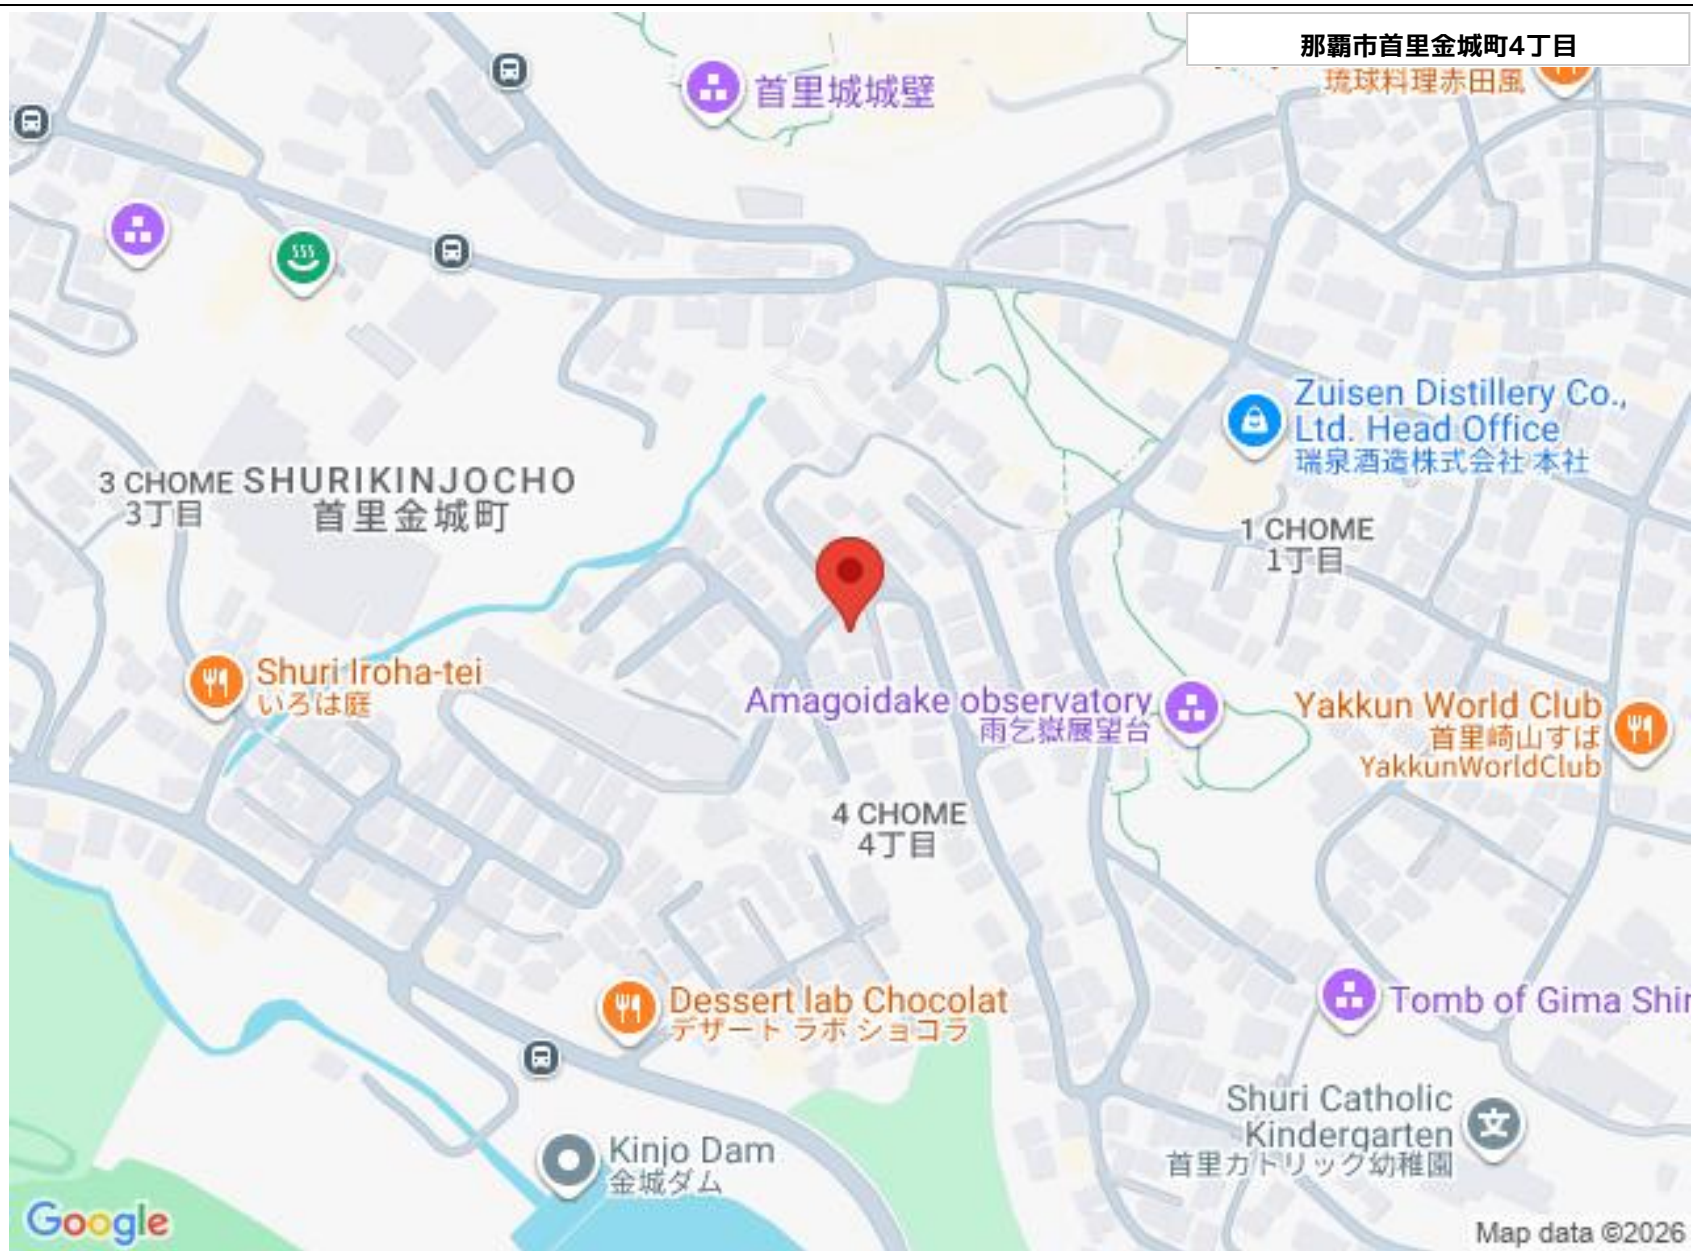 那覇市首里金城町4丁目
首里城城壁
琉球料理赤田風
Zuisen Distillery Co.,
Ltd. Head Office
瑞泉酒造株式会社 本社
3 CHOME
3丁目
SHURIKINJOCHO
首里金城町
1 CHOME
1丁目
Shuri Iroha-tei
いろは庭
Amagoidake observatory
雨乞嶽展望台
Yakkun World Club
首里崎山すば
YakkunWorldClub
4 CHOME
4丁目
Dessert lab Chocolat
デザート ラボ ショコラ
Tomb of Gima Shin
Shuri Catholic
Kindergarten
首里カトリック幼稚園
Kinjo Dam
金城ダム
Google
Map data ©2026